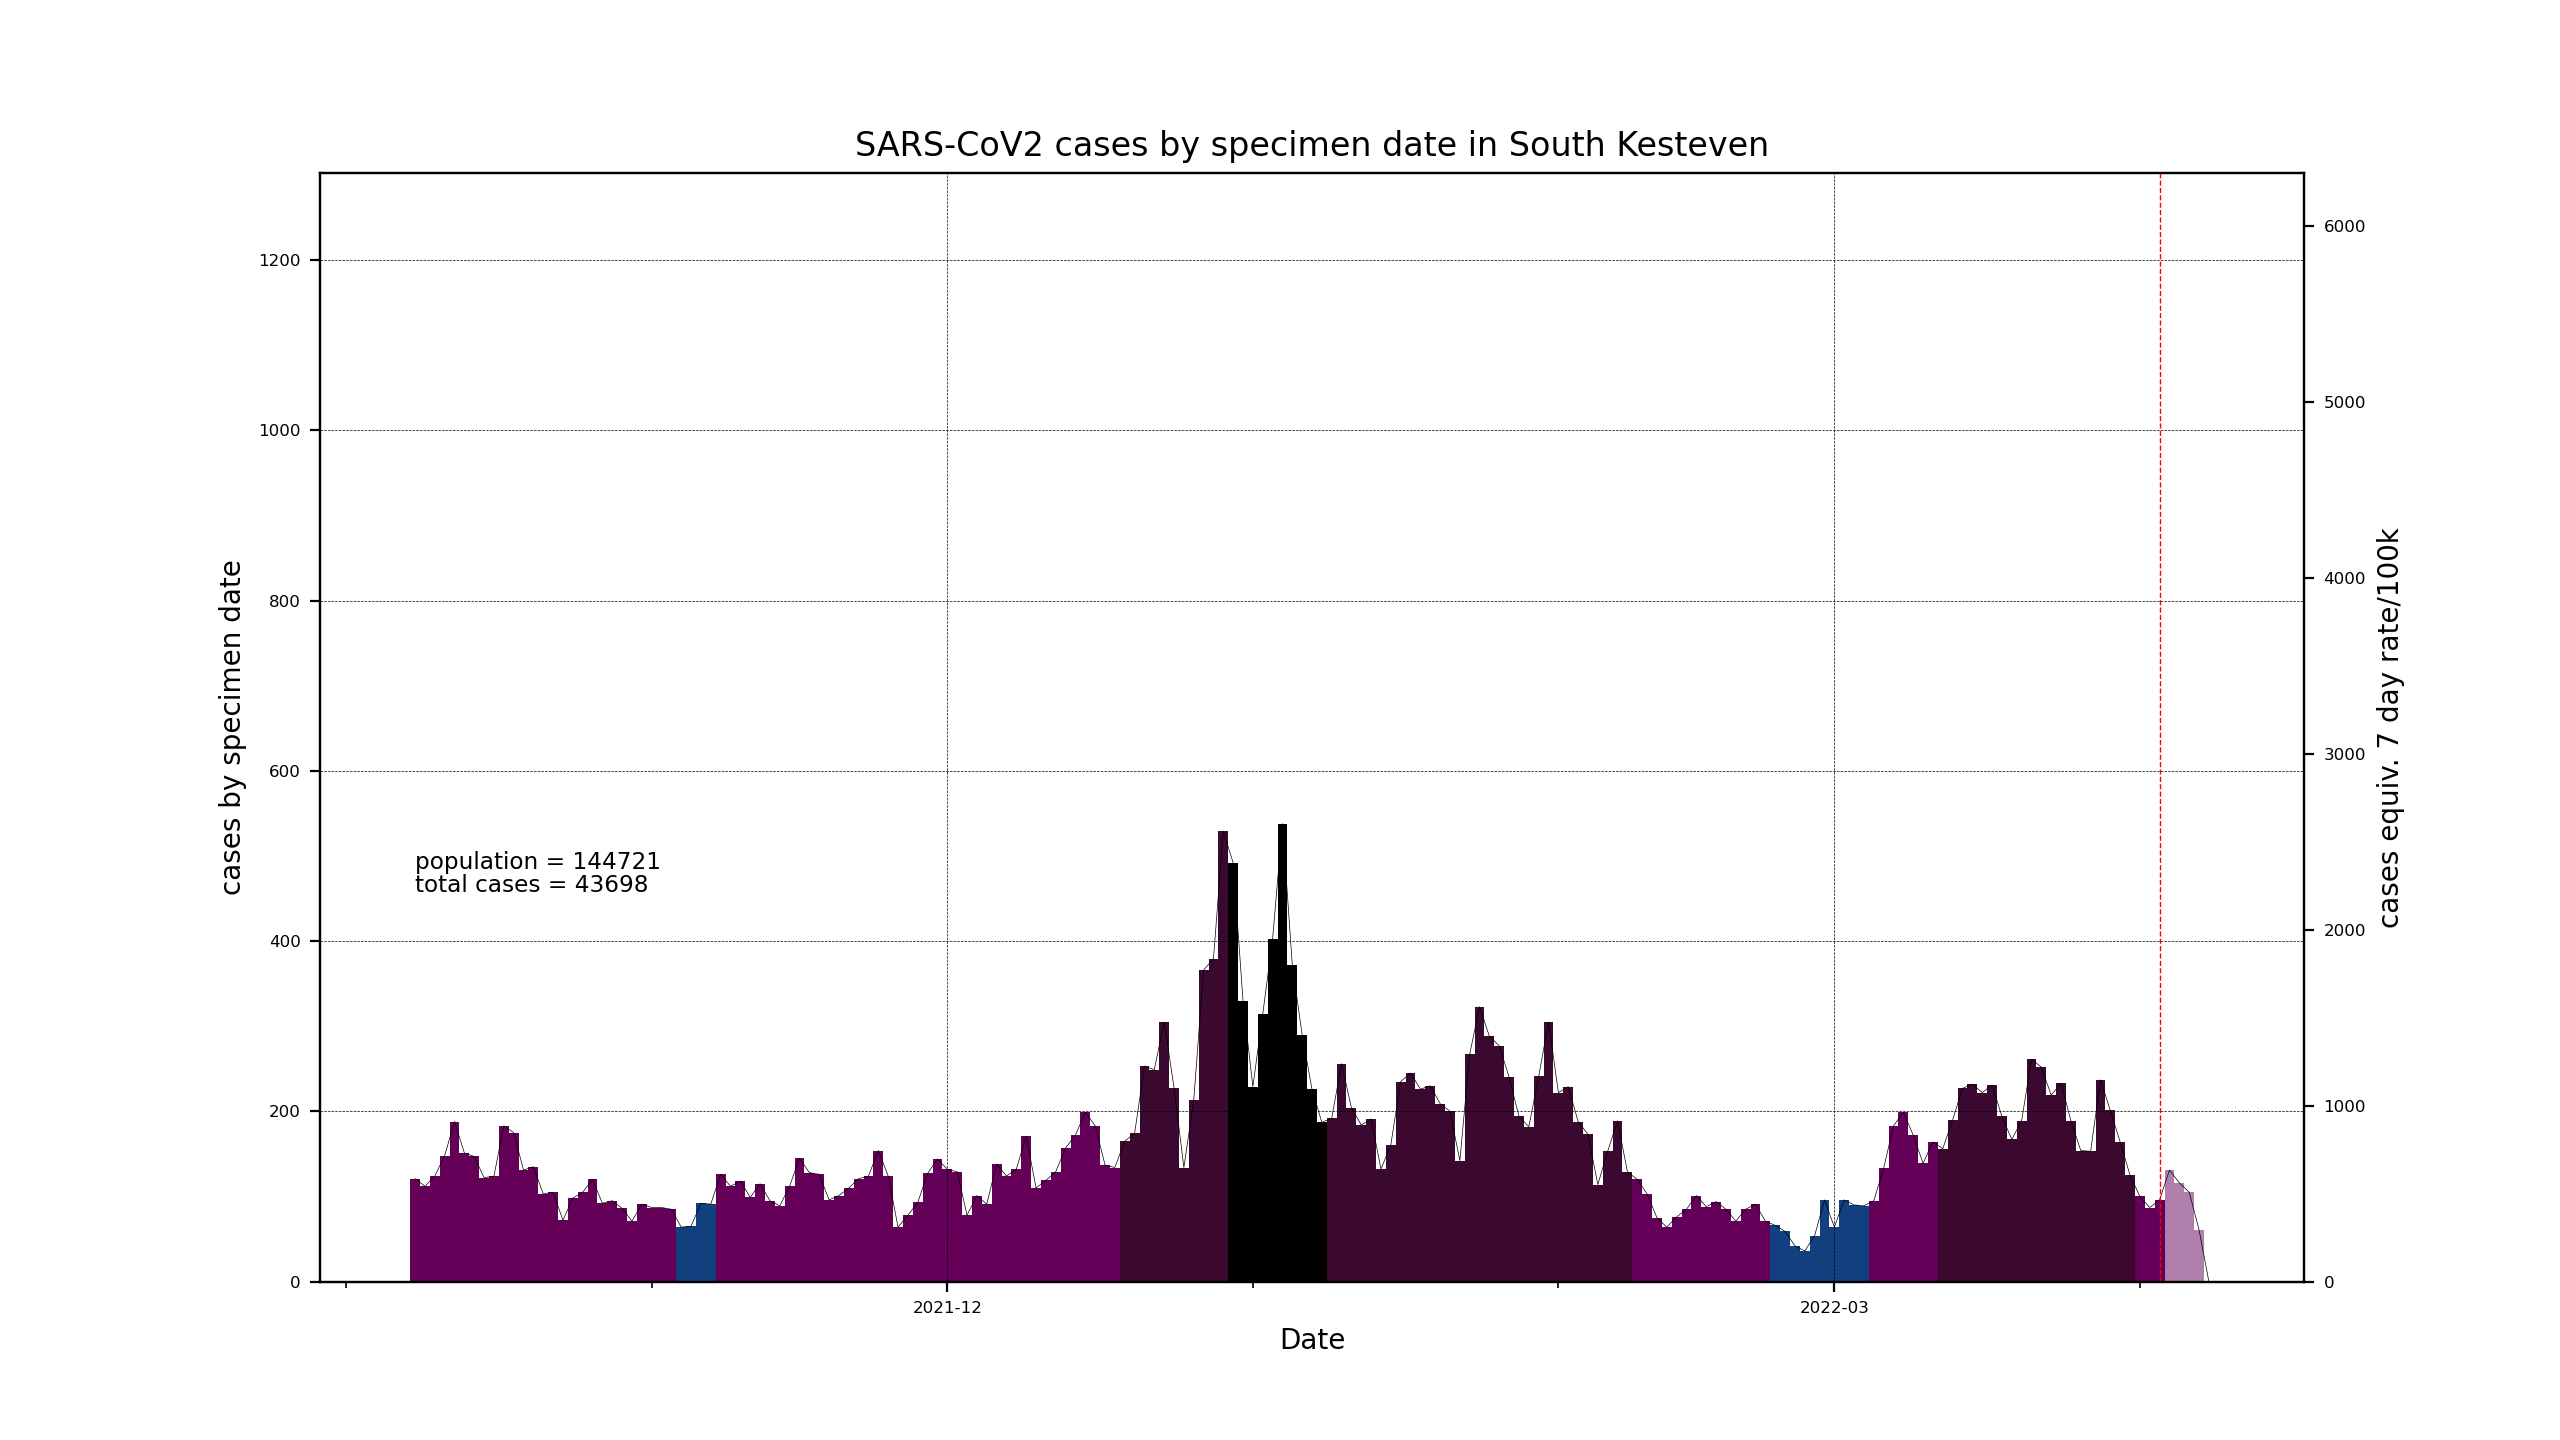 SARS-CoV2 cases by specimen date in South Kesteven
cases by specimen date
1200
1000
800
600
400
200
0
population = 144721
total cases = 43698
6000
5000
4000
3000
2000
1000
0
cases equiv. 7 day rate/100k
2021-12
2022-03
Date